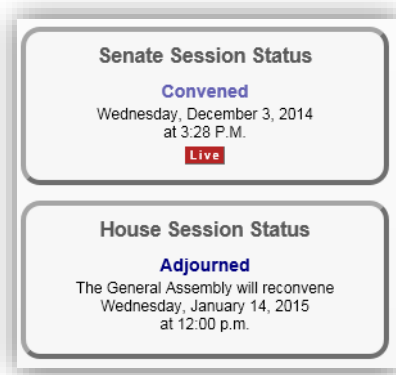 Senate Session Status
Convened
Wednesday, December 3, 2014
at 3:28 P.M.
Live
House Session Status
Adjourned
The General Assembly will reconvene
Wednesday, January 14, 2015
at 12:00 p.m.